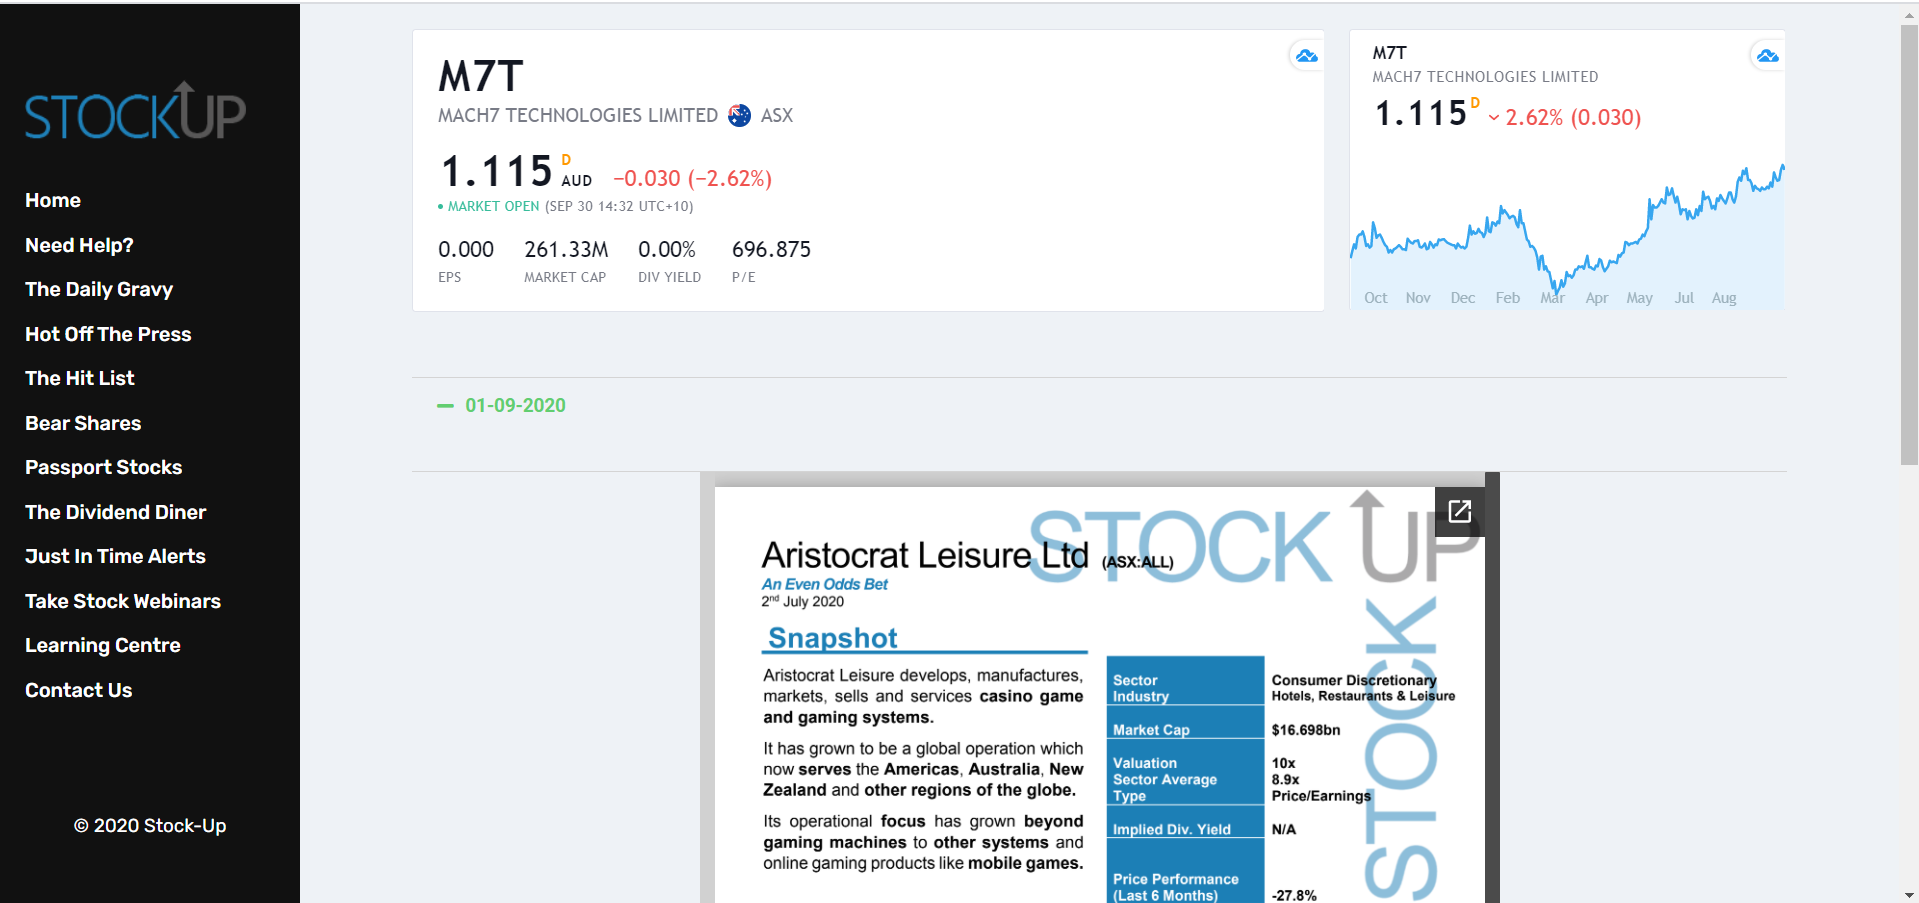 STOCKUP
Home
Need Help?
The Daily Gravy
Hot Off The Press
The Hit List
Bear Shares
Passport Stocks
The Dividend Diner
Just In Time Alerts
Take Stock Webinars
Learning Centre
Contact Us
© 2020 Stock-Up
M7T
MACH7 TECHNOLOGIES LIMITED ASX
1.115 D AUD −0.030 (−2.62%)
MARKET OPEN (SEP 30 14:32 UTC+10)
0.000 261.33M 0.00% 696.875
EPS MARKET CAP DIV YIELD P/E
M7T
MACH7 TECHNOLOGIES LIMITED
1.115 D 2.62% (0.030)
Oct Nov Dec Feb Mar Apr May Jul Aug
01-09-2020
STOCK UP
Aristocrat Leisure Ltd (ASX:ALL)
An Even Odds Bet
2nd July 2020
Snapshot
Aristocrat Leisure develops, manufactures,
markets, sells and services casino game
and gaming systems.
It has grown to be a global operation which
now serves the Americas, Australia, New
Zealand and other regions of the globe.
Its operational focus has grown beyond
gaming machines to other systems and
online gaming products like mobile games.
Sector Consumer Discretionary
Industry Hotels, Restaurants & Leisure
Market Cap $16.698bn
Valuation 10x
Sector Average 8.9x
Type Price/Earnings
Implied Div. Yield N/A
Price Performance
(Last 6 Months) -27.8%
STOCK
STOCK